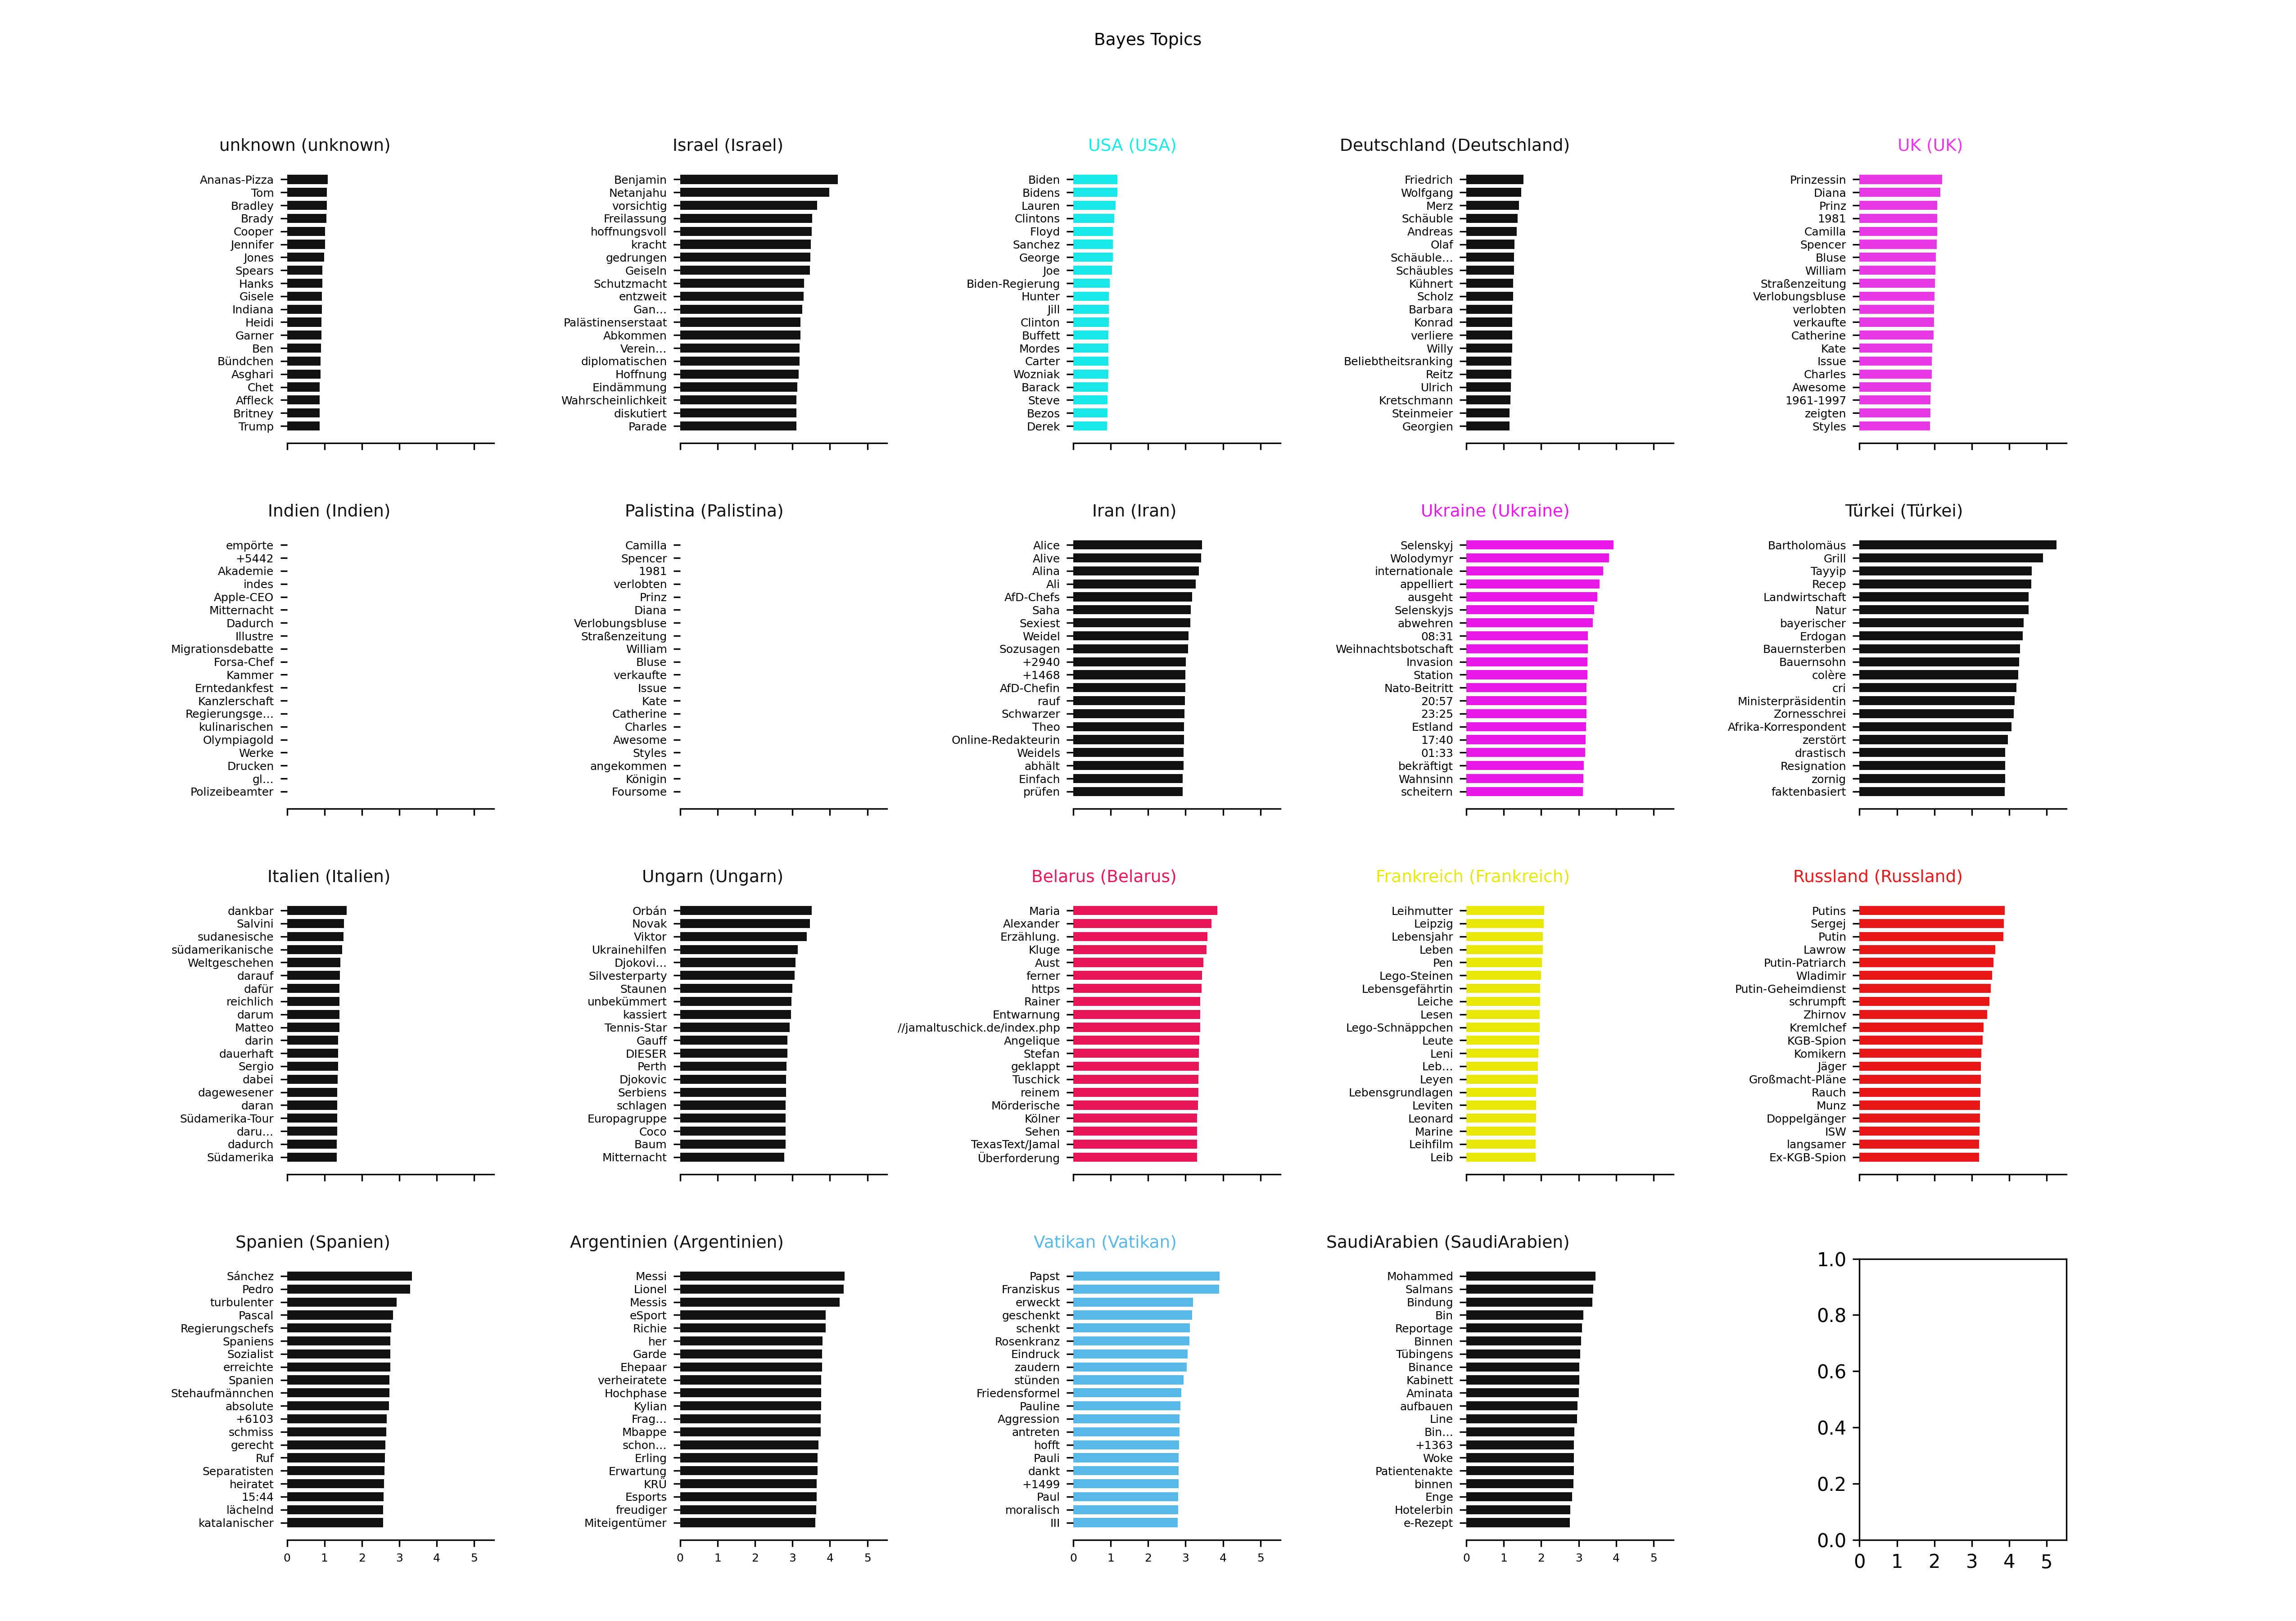 Bayes Topics
unknown (unknown)
Ananas-Pizza
Tom
Bradley
Brady
Cooper
Jennifer
Jones
Spears
Hanks
Gisele
Indiana
Heidi
Garner
Ben
Bündchen
Asghari
Chet
Affleck
Britney
Trump
Israel (Israel)
Benjamin
Netanjahu
vorsichtig
Freilassung
hoffnungsvoll
kracht
gedrungen
Geiseln
Schutzmacht
entzweit
Gan…
Palästinenserstaat
Abkommen
Verein…
diplomatischen
Hoffnung
Eindämmung
Wahrscheinlichkeit
diskutiert
Parade
USA (USA)
Biden
Bidens
Lauren
Clintons
Floyd
Sanchez
George
Joe
Biden-Regierung
Hunter
Jill
Clinton
Buffett
Mordes
Carter
Wozniak
Barack
Steve
Bezos
Derek
Deutschland (Deutschland)
Friedrich
Wolfgang
Merz
Schäuble
Andreas
Olaf
Schäuble…
Schäubles
Kühnert
Scholz
Barbara
Konrad
verliere
Willy
Beliebtheitsranking
Reitz
Ulrich
Kretschmann
Steinmeier
Georgien
UK (UK)
Prinzessin
Diana
Prinz
1981
Camilla
Spencer
Bluse
William
Straßenzeitung
Verlobungsbluse
verlobten
verkaufte
Catherine
Kate
Issue
Charles
Awesome
1961-1997
zeigten
Styles
Indien (Indien)
empörte
+5442
Akademie
indes
Apple-CEO
Mitternacht
Dadurch
Illustre
Migrationsdebatte
Forsa-Chef
Kammer
Erntedankfest
Kanzlerschaft
Regierungsge…
kulinarischen
Olympiagold
Werke
Drucken
gl…
Polizeibeamter
Palistina (Palistina)
Camilla
Spencer
1981
verlobten
Prinz
Diana
Verlobungsbluse
Straßenzeitung
William
Bluse
verkaufte
Issue
Kate
Catherine
Charles
Awesome
Styles
angekommen
Königin
Foursome
Iran (Iran)
Alice
Alive
Alina
Ali
AfD-Chefs
Saha
Sexiest
Weidel
Sozusagen
+2940
+1468
AfD-Chefin
rauf
Schwarzer
Theo
Online-Redakteurin
Weidels
abhält
Einfach
prüfen
Ukraine (Ukraine)
Selenskyj
Wolodymyr
internationale
appelliert
ausgeht
Selenskyjs
abwehren
08:31
Weihnachtsbotschaft
Invasion
Station
Nato-Beitritt
20:57
23:25
Estland
17:40
01:33
bekräftigt
Wahnsinn
scheitern
Türkei (Türkei)
Bartholomäus
Grill
Tayyip
Recep
Landwirtschaft
Natur
bayerischer
Erdogan
Bauernsterben
Bauernsohn
colère
cri
Ministerpräsidentin
Zornesschrei
Afrika-Korrespondent
zerstört
drastisch
Resignation
zornig
faktenbasiert
Italien (Italien)
dankbar
Salvini
sudanesische
südamerikanische
Weltgeschehen
darauf
dafür
reichlich
darum
Matteo
darin
dauerhaft
Sergio
dabei
dagewesener
daran
Südamerika-Tour
daru…
dadurch
Südamerika
Ungarn (Ungarn)
Orbán
Novak
Viktor
Ukrainehilfen
Djokovi…
Silvesterparty
Staunen
unbekümmert
kassiert
Tennis-Star
Gauff
DIESER
Perth
Djokovic
Serbiens
schlagen
Europagruppe
Coco
Baum
Mitternacht
Belarus (Belarus)
Maria
Alexander
Erzählung.
Kluge
Aust
ferner
https
Rainer
Entwarnung
//jamaltuschick.de/index.php
Angelique
Stefan
geklappt
Tuschick
reinem
Mörderische
Kölner
Sehen
TexasText/Jamal
Überforderung
Frankreich (Frankreich)
Leihmutter
Leipzig
Lebensjahr
Leben
Pen
Lego-Steinen
Lebensgefährtin
Leiche
Lesen
Lego-Schnäppchen
Leute
Leni
Leb…
Leyen
Lebensgrundlagen
Leviten
Leonard
Marine
Leihfilm
Leib
Russland (Russland)
Putins
Sergej
Putin
Lawrow
Putin-Patriarch
Wladimir
Putin-Geheimdienst
schrumpft
Zhirnov
Kremlchef
KGB-Spion
Komikern
Jäger
Großmacht-Pläne
Rauch
Munz
Doppelgänger
ISW
langsamer
Ex-KGB-Spion
Spanien (Spanien)
Sánchez
Pedro
turbulenter
Pascal
Regierungschefs
Spaniens
Sozialist
erreichte
Spanien
Stehaufmännchen
absolute
+6103
schmiss
gerecht
Ruf
Separatisten
heiratet
15:44
lächelnd
katalanischer
0 1 2 3 4 5
Argentinien (Argentinien)
Messi
Lionel
Messis
eSport
Richie
her
Garde
Ehepaar
verheiratete
Hochphase
Kylian
Frag…
Mbappe
schon…
Erling
Erwartung
KRÜ
Esports
freudiger
Miteigentümer
0 1 2 3 4 5
Vatikan (Vatikan)
Papst
Franziskus
erweckt
geschenkt
schenkt
Rosenkranz
Eindruck
zaudern
stünden
Friedensformel
Pauline
Aggression
antreten
hofft
Pauli
dankt
+1499
Paul
moralisch
III
0 1 2 3 4 5
SaudiArabien (SaudiArabien)
Mohammed
Salmans
Bindung
Bin
Reportage
Binnen
Tübingens
Binance
Kabinett
Aminata
aufbauen
Line
Bin…
+1363
Woke
Patientenakte
binnen
Enge
Hotelerbin
e-Rezept
0 1 2 3 4 5
1.0
0.8
0.6
0.4
0.2
0.0
0 1 2 3 4 5